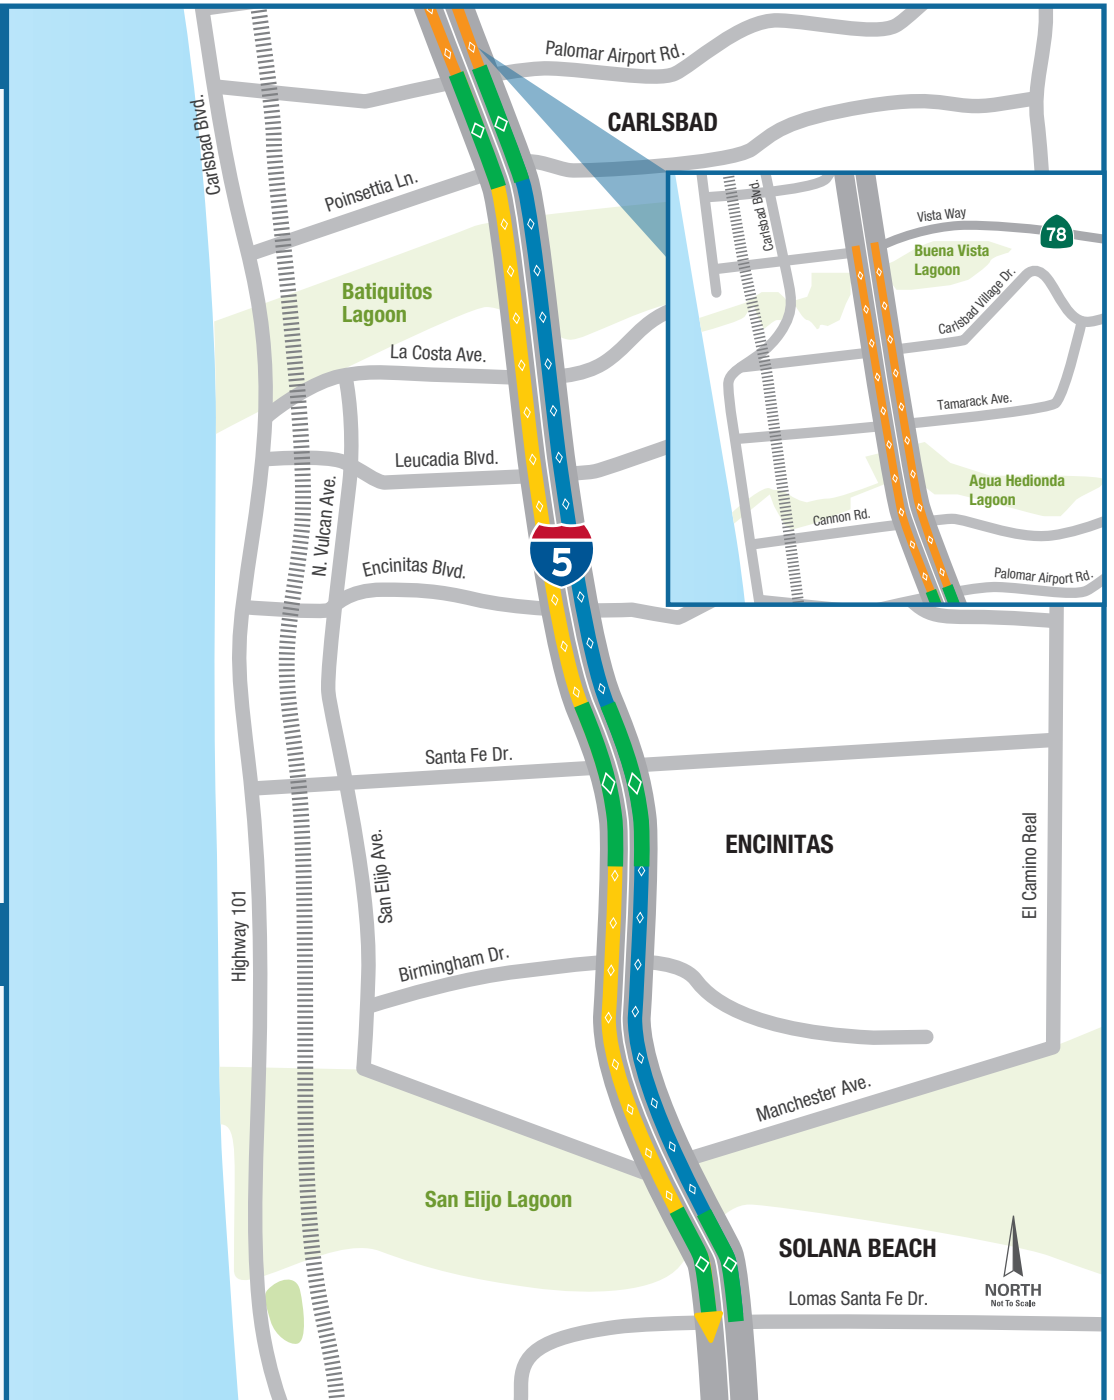 Palomar Airport Rd.
CARLSBAD
Carlsbad Blvd.
Poinsettia Ln.
Carlsbad Blvd.
Vista Way
78
Buena Vista
Lagoon
Carlsbad Village Dr.
Tamarack Ave.
Agua Hedionda
Lagoon
Cannon Rd.
Palomar Airport Rd.
Batiquitos
Lagoon
La Costa Ave.
Leucadia Blvd.
N. Vulcan Ave.
5
Encinitas Blvd.
Santa Fe Dr.
ENCINITAS
San Elijo Ave.
El Camino Real
Highway 101
Birmingham Dr.
Manchester Ave.
San Elijo Lagoon
SOLANA BEACH
Lomas Santa Fe Dr.
NORTH
Not To Scale